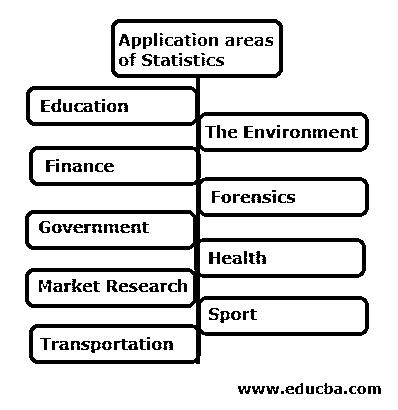 Application areas
of Statistics
Education
The Environment
Finance
Forensics
Government
Health
Market Research
Sport
Transportation
www.educba.com